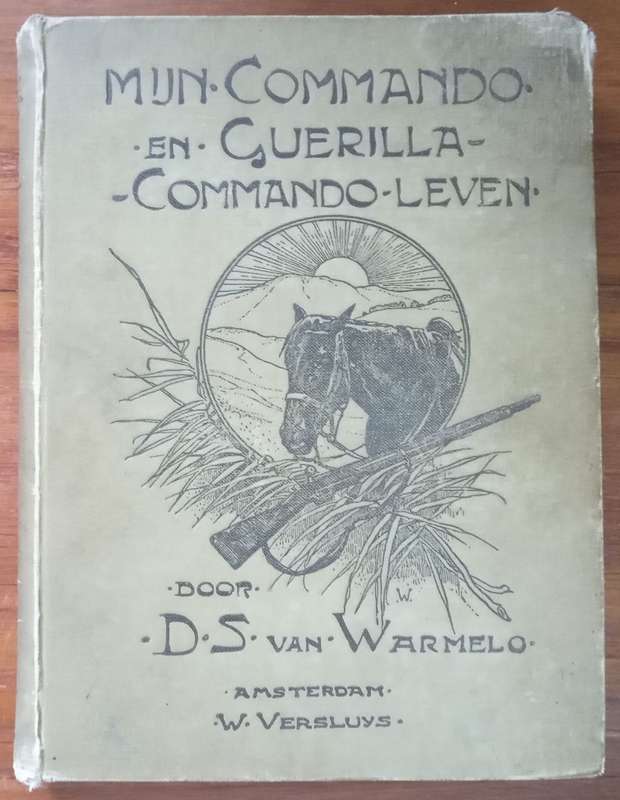 MIJN·COMMANDO·
·EN·GUERILLA-
-COMMANDO-LEVEN·
W.
·DOOR·
·D·S·VAN·WARMELO·
·AMSTERDAM·
·W·VERSLUYS·